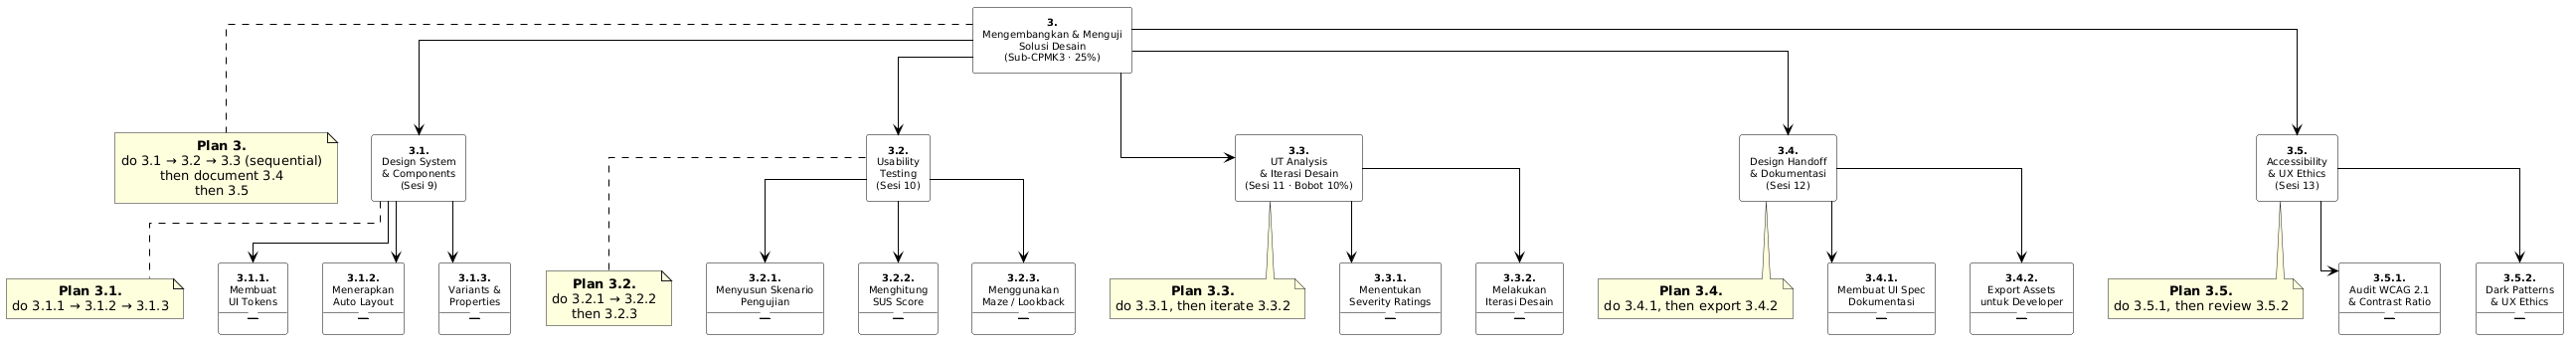 3.
Mengembangkan & Menguji
Solusi Desain
(Sub-CPMK3 · 25%)
Plan 3.
do 3.1 → 3.2 → 3.3 (sequential)
then document 3.4
then 3.5
3.1.
Design System
& Components
(Sesi 9)
3.2.
Usability
Testing
(Sesi 10)
3.3.
UT Analysis
& Iterasi Desain
(Sesi 11 · Bobot 10%)
3.4.
Design Handoff
& Dokumentasi
(Sesi 12)
3.5.
Accessibility
& UX Ethics
(Sesi 13)
Plan 3.1.
do 3.1.1 → 3.1.2 → 3.1.3
3.1.1.
Membuat
UI Tokens
—
3.1.2.
Menerapkan
Auto Layout
—
3.1.3.
Variants &
Properties
—
Plan 3.2.
do 3.2.1 → 3.2.2
then 3.2.3
3.2.1.
Menyusun Skenario
Pengujian
—
3.2.2.
Menghitung
SUS Score
—
3.2.3.
Menggunakan
Maze / Lookback
—
Plan 3.3.
do 3.3.1, then iterate 3.3.2
3.3.1.
Menentukan
Severity Ratings
—
3.3.2.
Melakukan
Iterasi Desain
—
Plan 3.4.
do 3.4.1, then export 3.4.2
3.4.1.
Membuat UI Spec
Dokumentasi
—
3.4.2.
Export Assets
untuk Developer
—
Plan 3.5.
do 3.5.1, then review 3.5.2
3.5.1.
Audit WCAG 2.1
& Contrast Ratio
—
3.5.2.
Dark Patterns
& UX Ethics
—